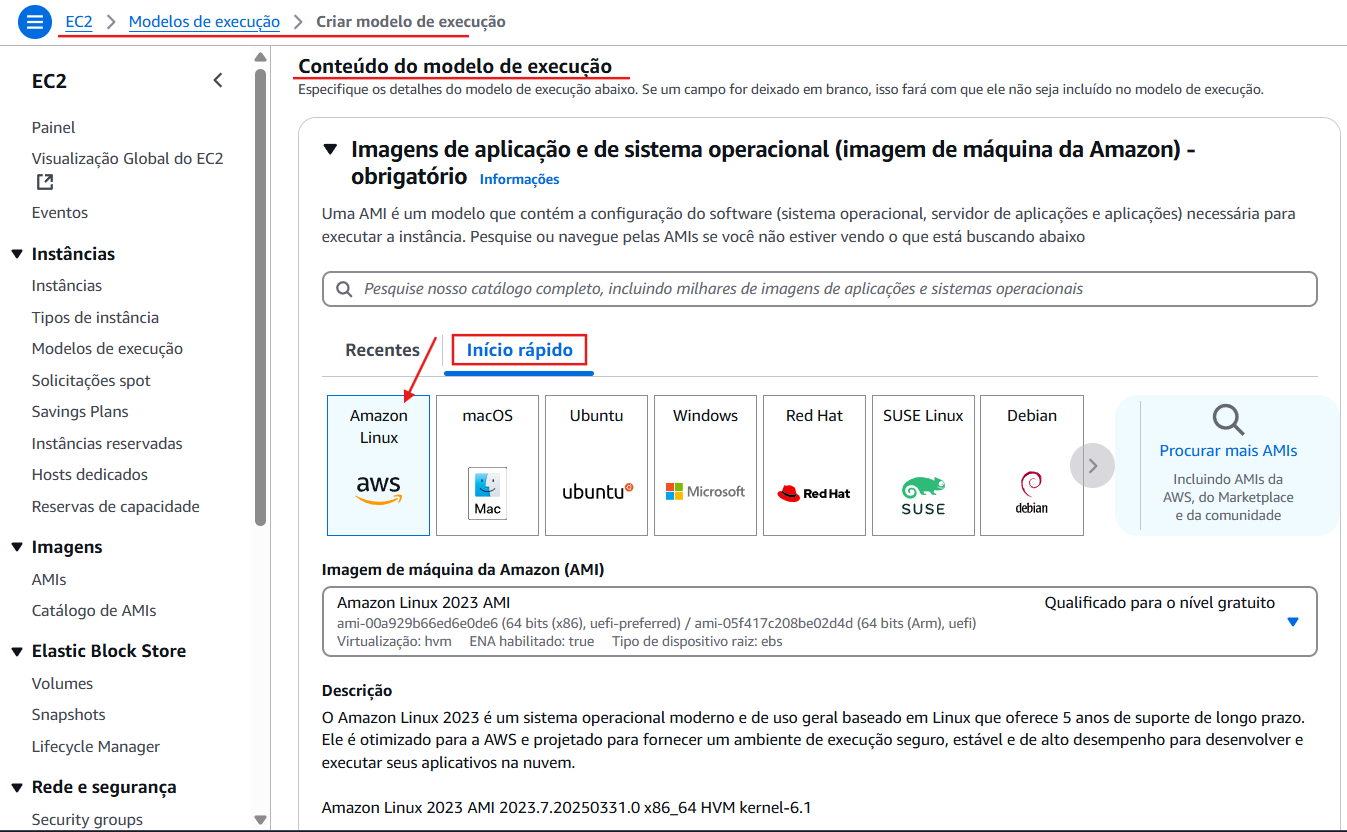 EC2 > Modelos de execução > Criar modelo de execução
EC2
Painel
Visualização Global do EC2
Eventos
Instâncias
Instâncias
Tipos de instância
Modelos de execução
Solicitações spot
Savings Plans
Instâncias reservadas
Hosts dedicados
Reservas de capacidade
Imagens
AMIs
Catálogo de AMIs
Elastic Block Store
Volumes
Snapshots
Lifecycle Manager
Rede e segurança
Security groups
Conteúdo do modelo de execução
Especifique os detalhes do modelo de execução abaixo. Se um campo for deixado em branco, isso fará com que ele não seja incluído no modelo de execução.
Imagens de aplicação e de sistema operacional (imagem de máquina da Amazon) -
obrigatório Informações
Uma AMI é um modelo que contém a configuração do software (sistema operacional, servidor de aplicações e aplicações) necessária para
executar a instância. Pesquise ou navegue pelas AMIs se você não estiver vendo o que está buscando abaixo
Pesquise nosso catálogo completo, incluindo milhares de imagens de aplicações e sistemas operacionais
Recentes
Início rápido
Amazon
Linux
aws
macOS
Mac
Ubuntu
ubuntu
Windows
Microsoft
Red Hat
Red Hat
SUSE Linux
SUSE
Debian
debian
Procurar mais AMIs
Incluindo AMIs da
AWS, do Marketplace
e da comunidade
Imagem de máquina da Amazon (AMI)
Amazon Linux 2023 AMI
Qualificado para o nível gratuito
ami-00a929b66ed6e0de6 (64 bits (x86), uefi-preferred) / ami-05f417c208be02d4d (64 bits (Arm), uefi)
Virtualização: hvm ENA habilitado: true Tipo de dispositivo raiz: ebs
Descrição
O Amazon Linux 2023 é um sistema operacional moderno e de uso geral baseado em Linux que oferece 5 anos de suporte de longo prazo.
Ele é otimizado para a AWS e projetado para fornecer um ambiente de execução seguro, estável e de alto desempenho para desenvolver e
executar seus aplicativos na nuvem.
Amazon Linux 2023 AMI 2023.7.20250331.0 x86_64 HVM kernel-6.1